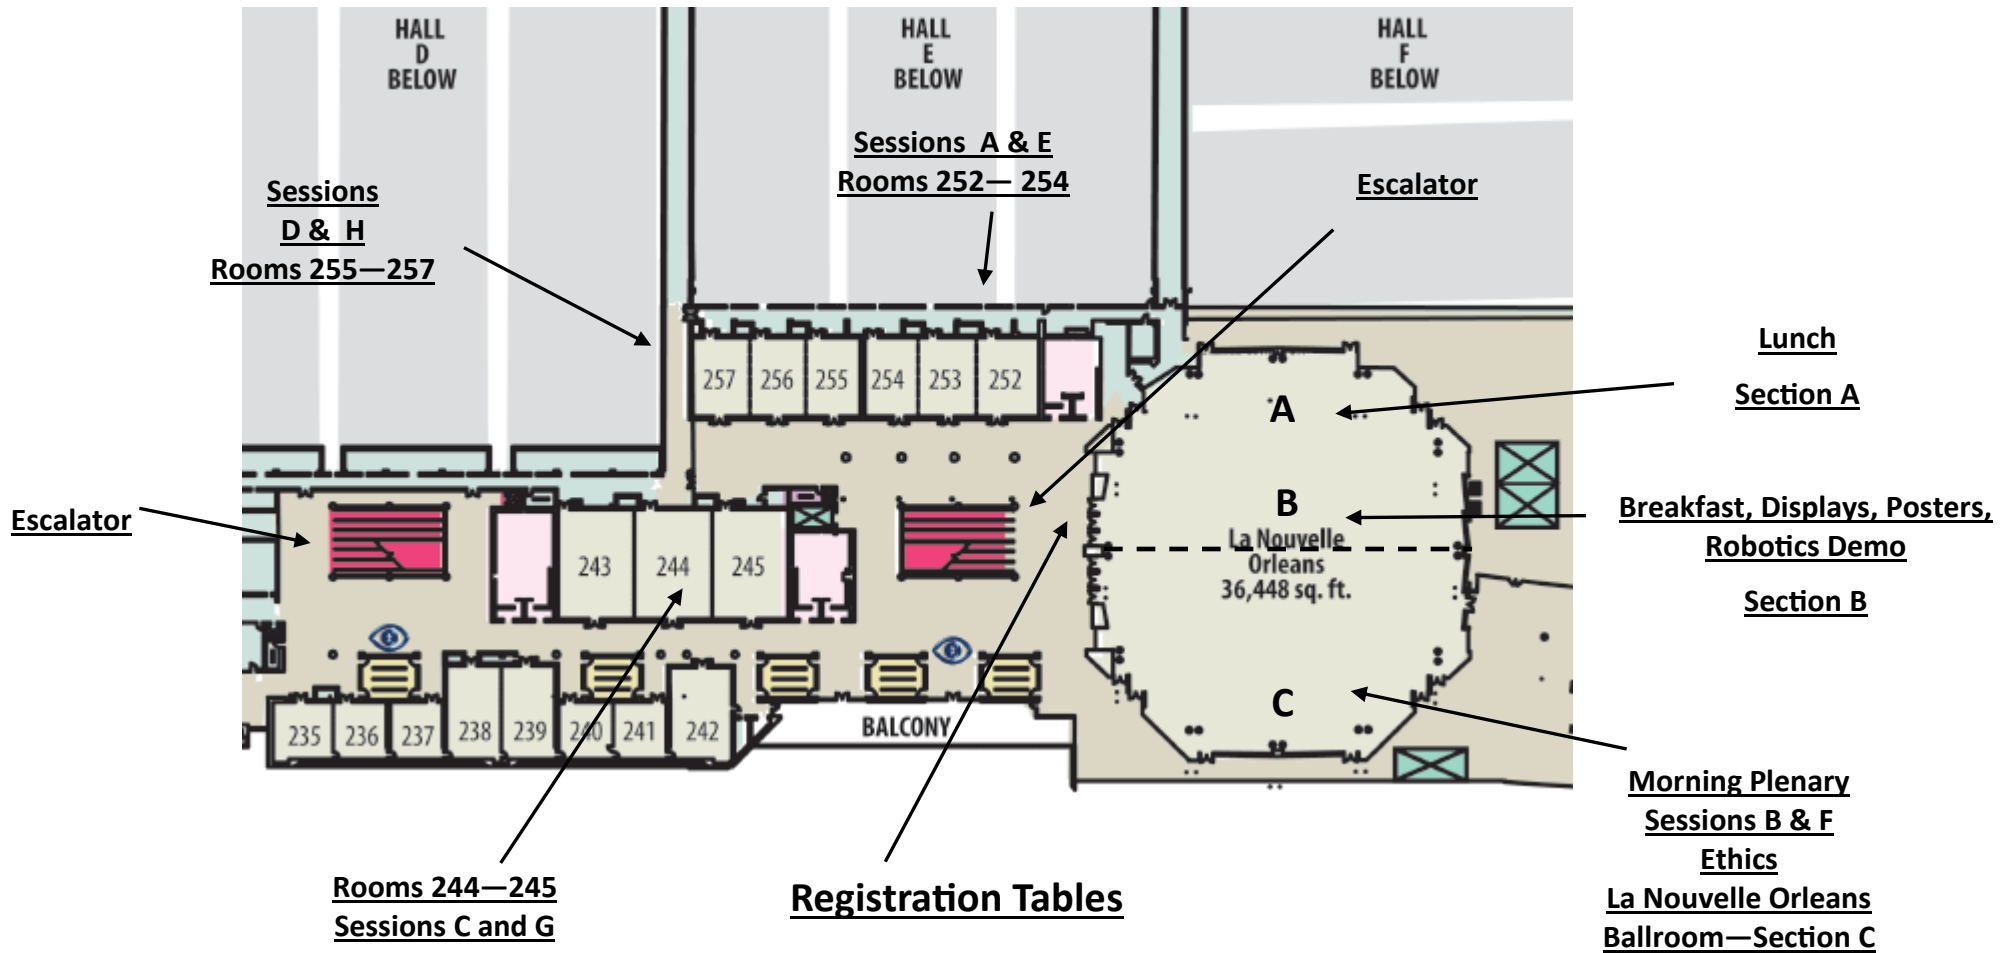 HALL
D
BELOW
HALL
E
BELOW
HALL
F
BELOW
Sessions A & E
Rooms 252— 254
Sessions
D & H
Rooms 255—257
Escalator
Lunch
Section A
257
256
255
254
253
252
A
B
La Nouvelle
Orleans
36,448 sq. ft.
C
Escalator
Breakfast, Displays, Posters,
Robotics Demo
Section B
243
244
245
235
236
237
238
239
240
241
242
BALCONY
Morning Plenary
Sessions B & F
Ethics
La Nouvelle Orleans
Ballroom—Section C
Rooms 244—245
Sessions C and G
Registration Tables